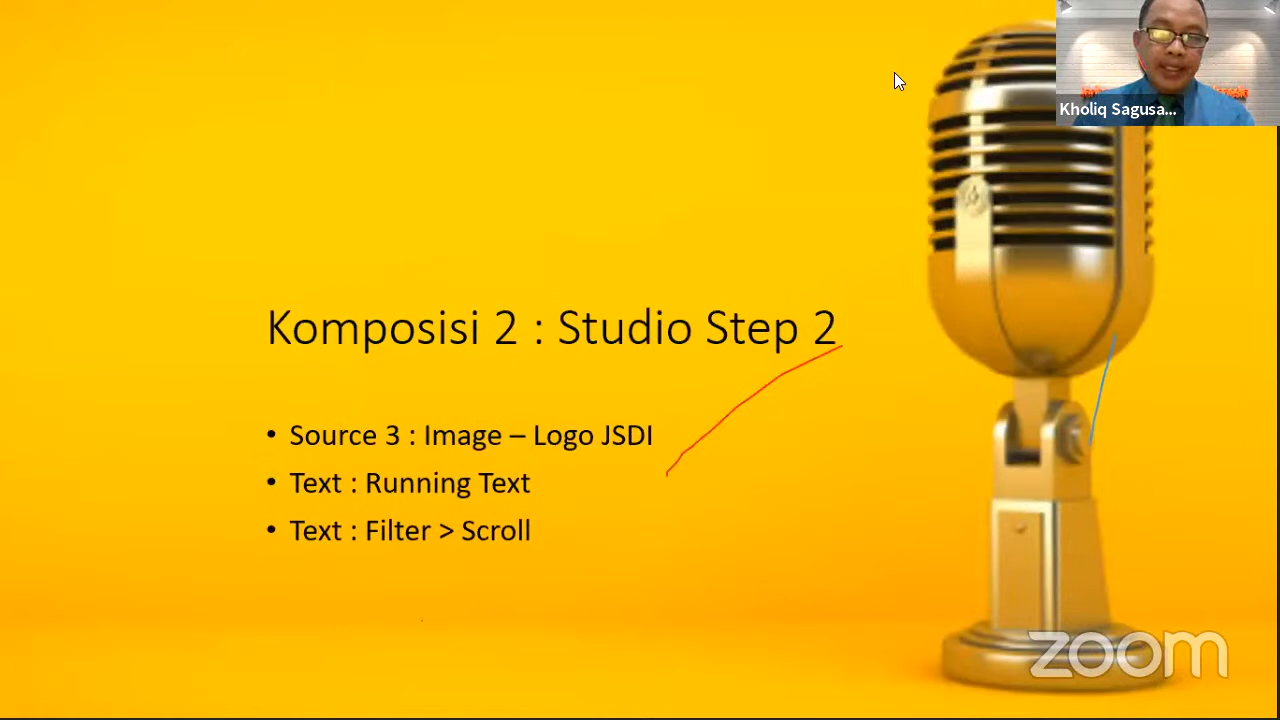 Kholiq Sagusa...
Komposisi 2 : Studio Step 2
• Source 3 : Image – Logo JSDI
• Text : Running Text
• Text : Filter > Scroll
zoom